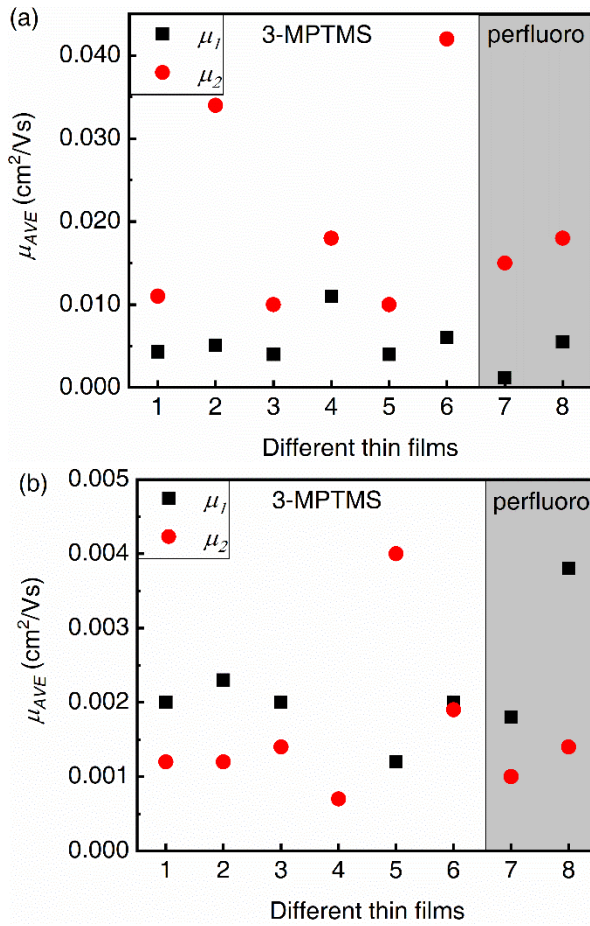 (a)
μ1
μ2
3-MPTMS
perfluoro
0.040
0.030
0.020
0.010
0.000
μAVE (cm2/Vs)
1 2 3 4 5 6 7 8
Different thin films
(b)
μ1
μ2
3-MPTMS
perfluoro
0.005
0.004
0.003
0.002
0.001
0.000
μAVE (cm2/Vs)
1 2 3 4 5 6 7 8
Different thin films